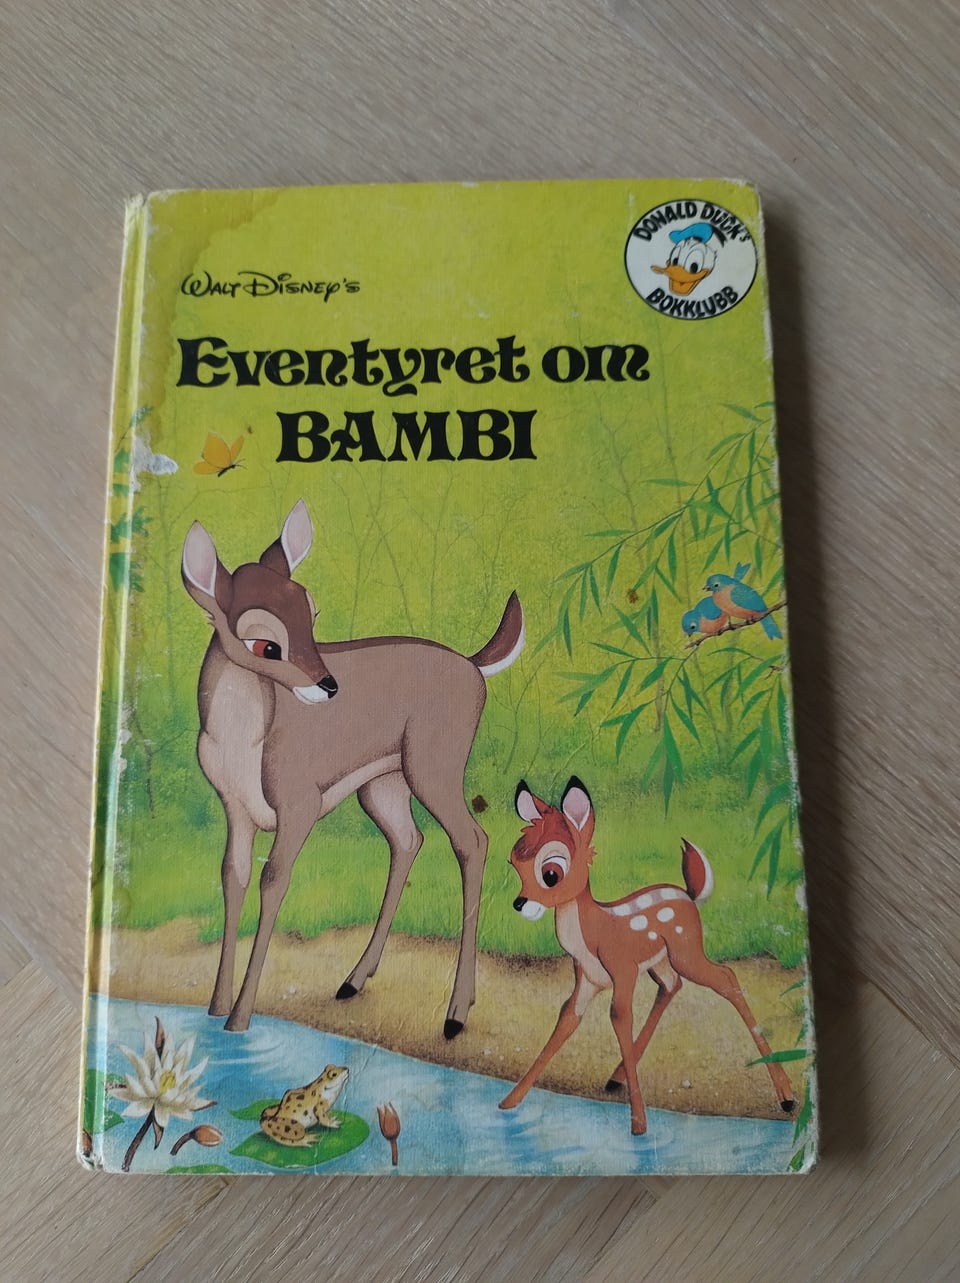 DONALD DUCK's
BOKKLUBB
WALT DISNEY's
Eventyret om
BAMBI